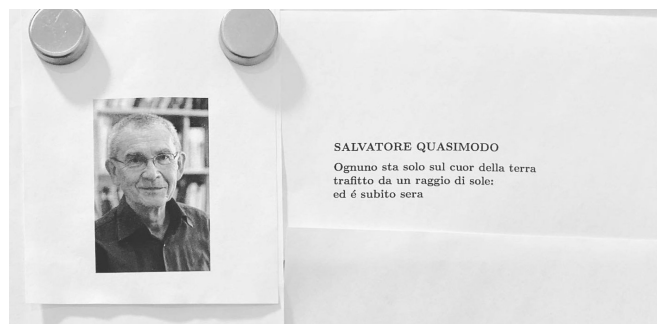 SALVATORE QUASIMODO
Ognuno sta solo sul cuor della terra
trafitto da un raggio di sole:
ed é subito sera